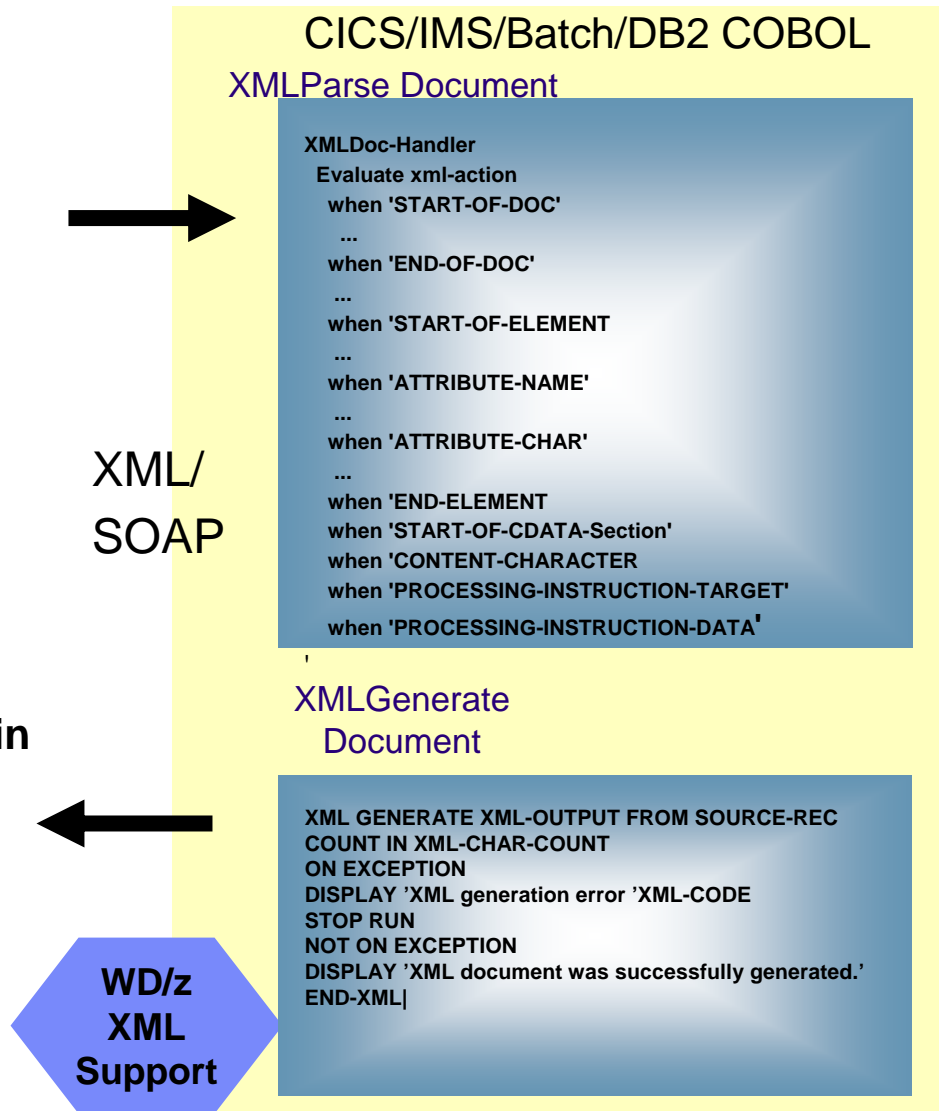 CICS/IMS/Batch/DB2 COBOL
XMLParse Document
XMLDoc-Handler
Evaluate xml-action
when 'START-OF-DOC'
...
when 'END-OF-DOC'
...
when 'START-OF-ELEMENT
...
when 'ATTRIBUTE-NAME'
...
when 'ATTRIBUTE-CHAR'
...
when 'END-ELEMENT
when 'START-OF-CDATA-Section'
when 'CONTENT-CHARACTER
when 'PROCESSING-INSTRUCTION-TARGET'
when 'PROCESSING-INSTRUCTION-DATA'
'
XML/
SOAP
XMLGenerate
Document
in
XML GENERATE XML-OUTPUT FROM SOURCE-REC
COUNT IN XML-CHAR-COUNT
ON EXCEPTION
DISPLAY ’XML generation error ’XML-CODE
STOP RUN
NOT ON EXCEPTION
DISPLAY ’XML document was successfully generated.’
END-XML|
WD/z
XML
Support